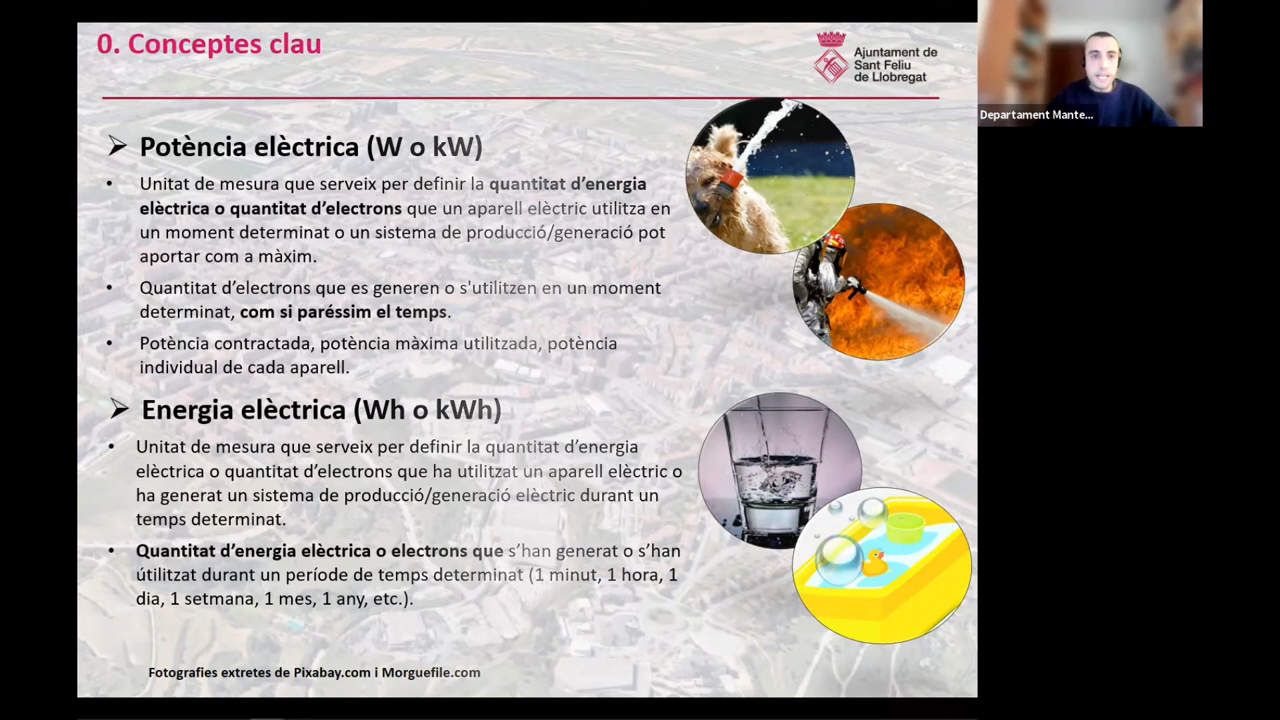 0. Conceptes clau
Ajuntament de
Sant Feliu
de Llobregat
Departament Mante...
Potència elèctrica (W o kW)
Unitat de mesura que serveix per definir la quantitat d’energia
elèctrica o quantitat d’electrons que un aparell elèctric utilitza en
un moment determinat o un sistema de producció/generació pot
aportar com a màxim.
Quantitat d’electrons que es generen o s'utilitzen en un moment
determinat, com si paréssim el temps.
Potència contractada, potència màxima utilitzada, potència
individual de cada aparell.
Energia elèctrica (Wh o kWh)
Unitat de mesura que serveix per definir la quantitat d’energia
elèctrica o quantitat d’electrons que ha utilitzat un aparell elèctric o
ha generat un sistema de producció/generació elèctric durant un
temps determinat.
Quantitat d’energia elèctrica o electrons que s’han generat o s’han
útilitzat durant un període de temps determinat (1 minut, 1 hora, 1
dia, 1 setmana, 1 mes, 1 any, etc.).
Fotografies extretes de Pixabay.com i Morguefile.com